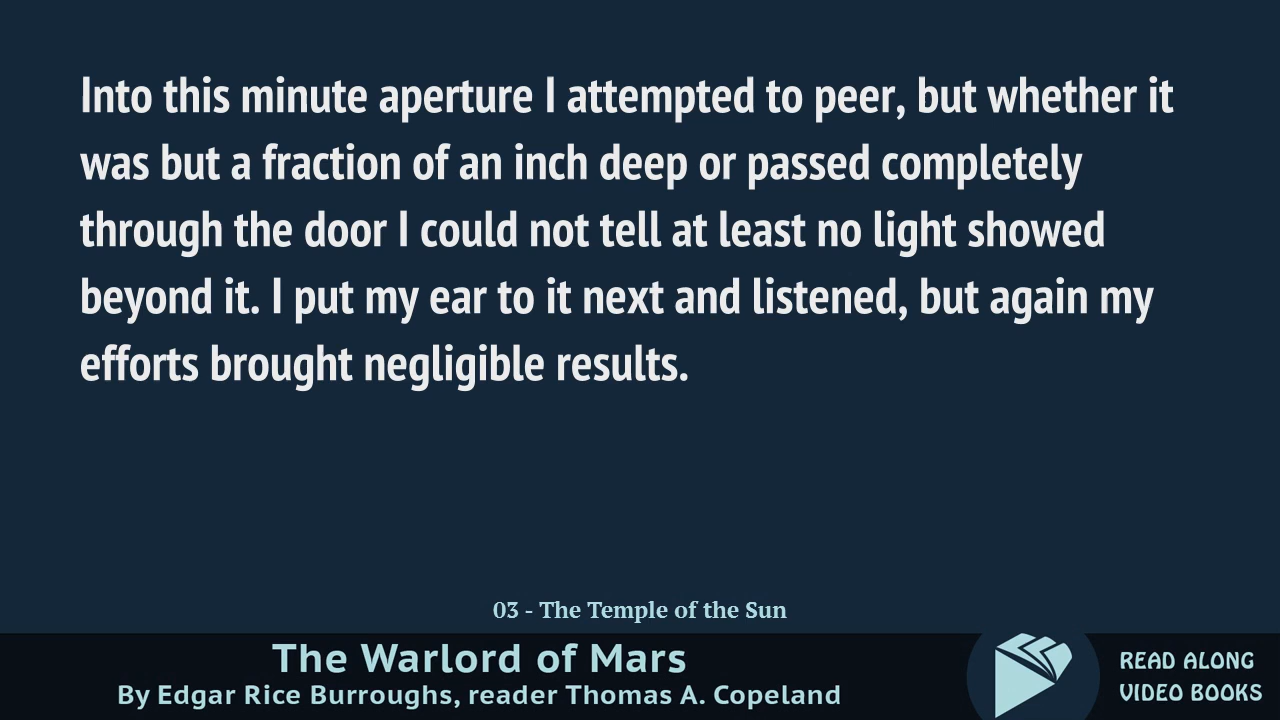 Into this minute aperture I attempted to peer, but whether it
was but a fraction of an inch deep or passed completely
through the door I could not tell at least no light showed
beyond it. I put my ear to it next and listened, but again my
efforts brought negligible results.
03 - The Temple of the Sun
The Warlord of Mars
By Edgar Rice Burroughs, reader Thomas A. Copeland
READ ALONG
VIDEO BOOKS